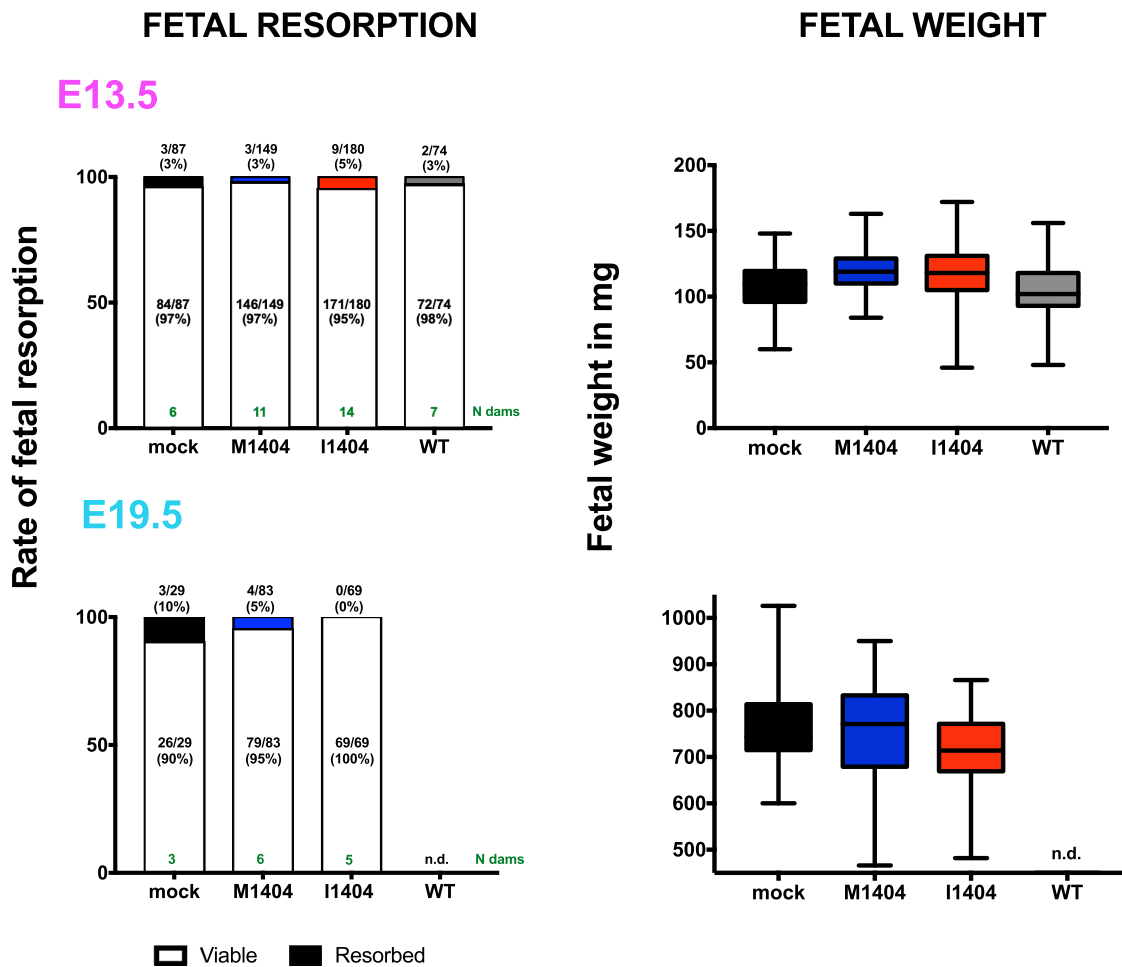 FETAL RESORPTION
FETAL WEIGHT
E13.5
Rate of fetal resorption
3/87
(3%)
3/149
(3%)
9/180
(5%)
2/74
(3%)
100
50
0
84/87
(97%)
146/149
(97%)
171/180
(95%)
72/74
(98%)
6
11
14
7
N dams
mock
M1404
I1404
WT
Fetal weight in mg
200
150
100
50
0
mock
M1404
I1404
WT
E19.5
3/29
(10%)
4/83
(5%)
0/69
(0%)
100
50
0
26/29
(90%)
79/83
(95%)
69/69
(100%)
3
6
5
n.d.
N dams
mock
M1404
I1404
WT
1000
900
800
700
600
500
n.d.
mock
M1404
I1404
WT
Viable
Resorbed